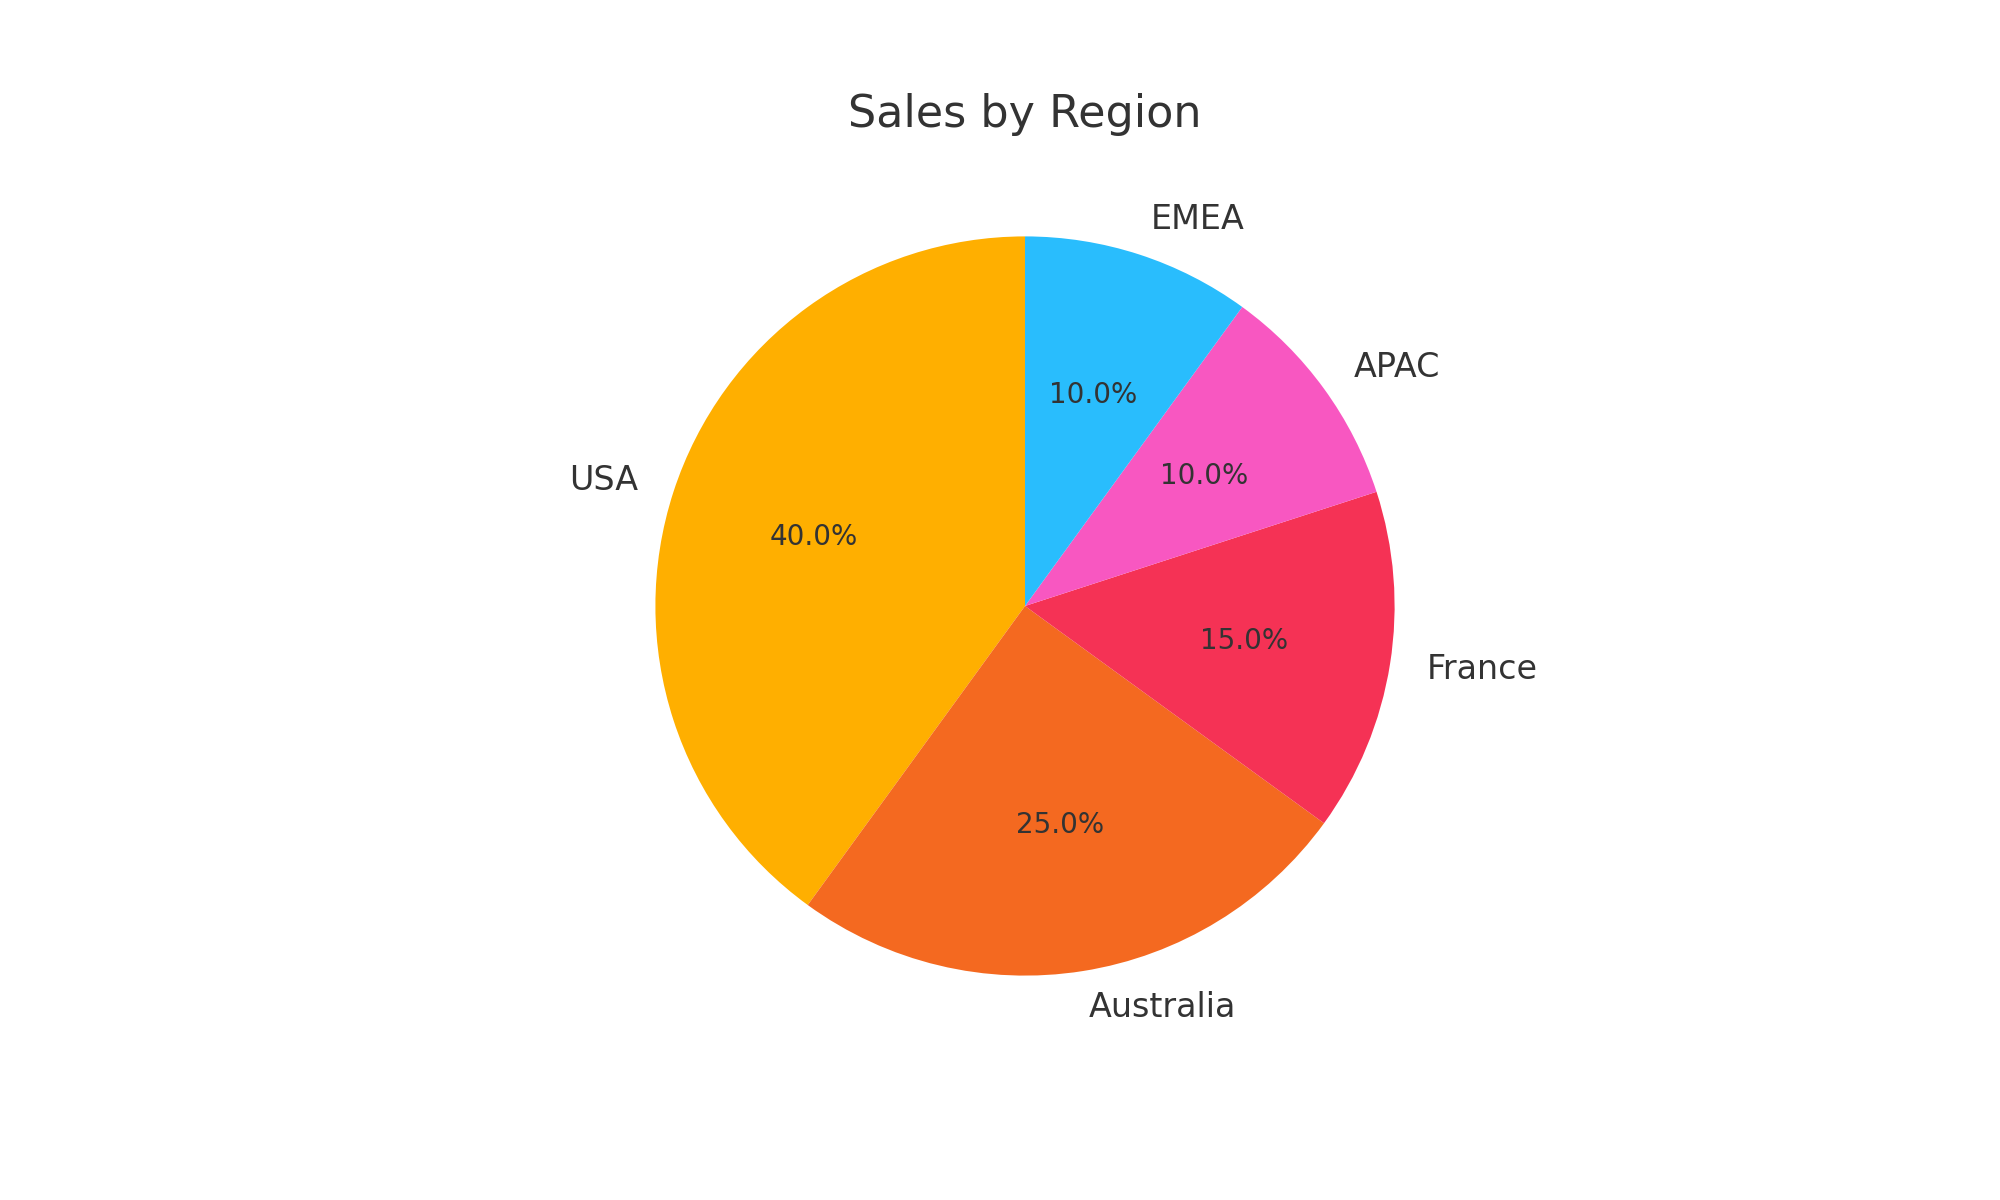 Sales by Region
EMEA
APAC
USA
France
Australia
10.0%
10.0%
40.0%
15.0%
25.0%